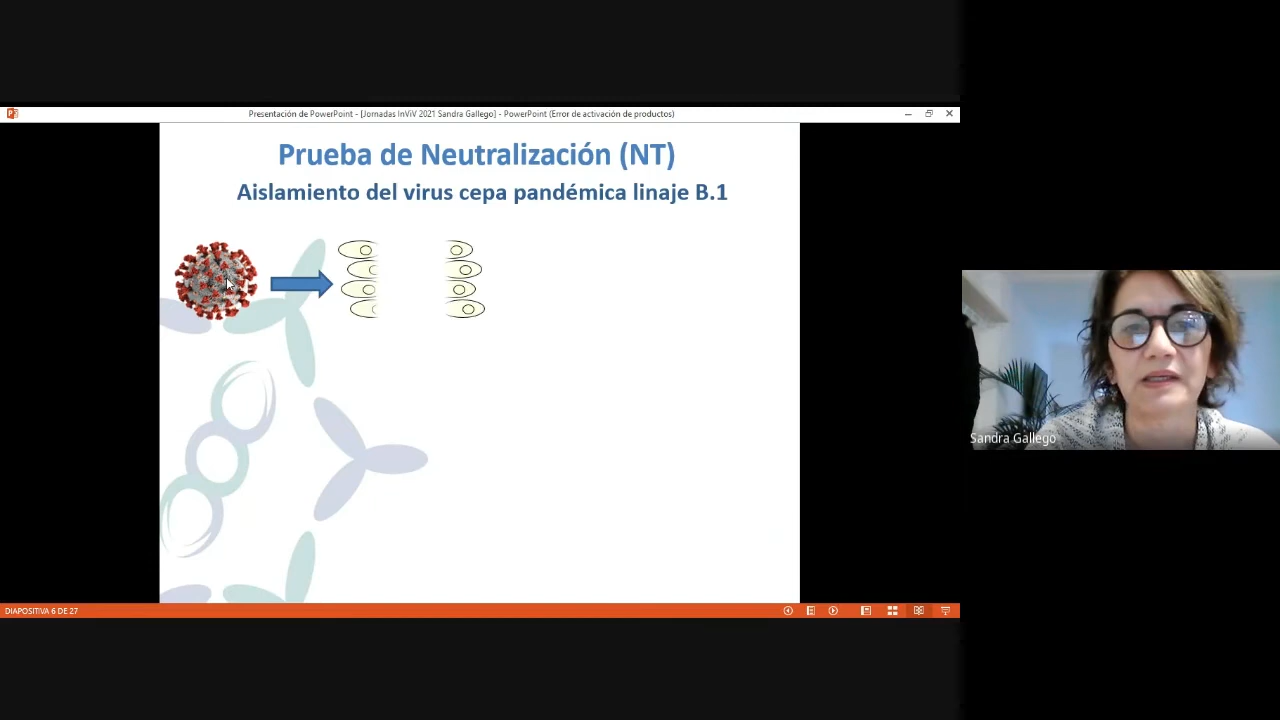 Presentación de PowerPoint - [Jornadas InViV 2021 Sandra Gallego] - PowerPoint (Error de activación de productos)
Prueba de Neutralización (NT)
Aislamiento del virus cepa pandémica linaje B.1
Sandra Gallego
DIAPOSITIVA 6 DE 27